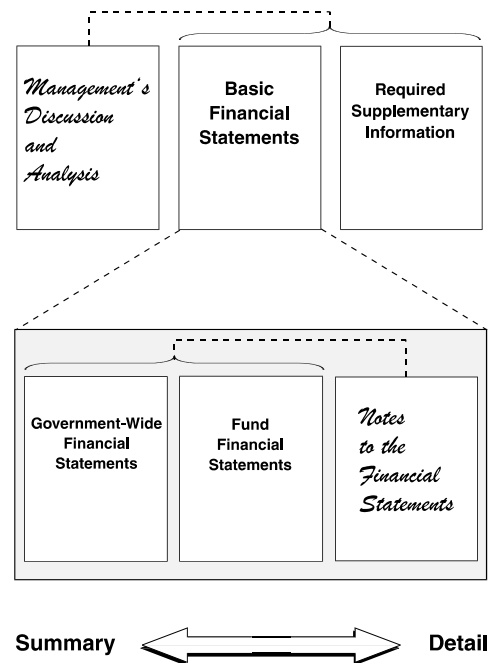 Management's
Discussion
and
Analysis
Basic
Financial
Statements
Required
Supplementary
Information
Government-Wide
Financial
Statements
Fund
Financial
Statements
Notes
to the
Financial
Statements
Summary
Detail